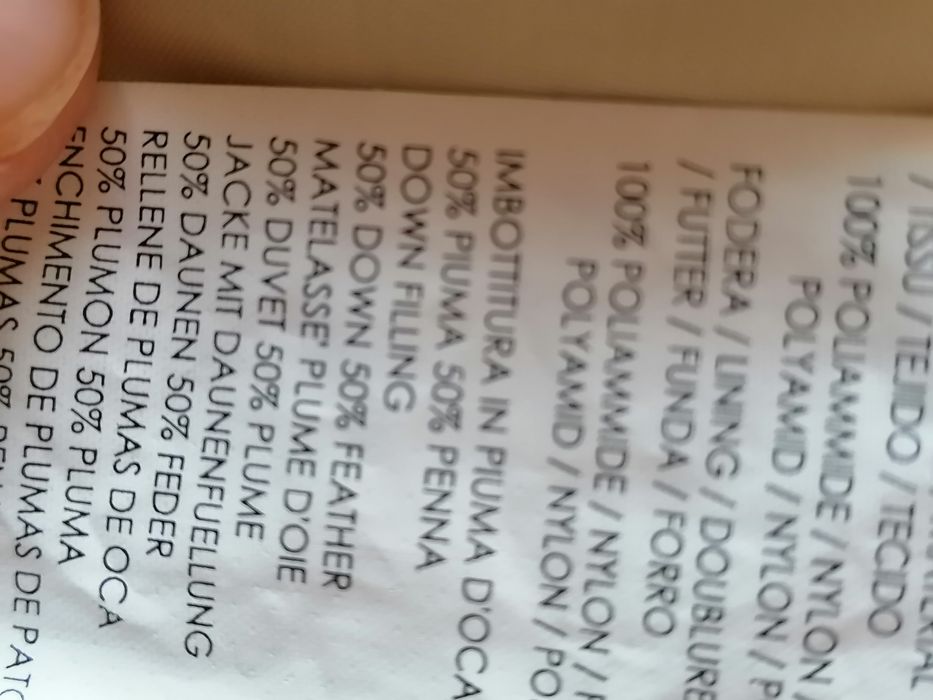 / TISSU / TEJIDO / TECIDO
100% POLIAMMIDE / NYLON
POLYAMID / NYLON /
FODERA / LINING / DOUBLURE
/ FUTTER / FUNDA / FORRO
100% POLIAMMIDE / NYLON /
POLYAMID / NYLON /
IMBOTTITURA IN PIUMA D'OCA
50% PIUMA 50% PENNA
DOWN FILLING
50% DOWN 50% FEATHER
MATELASSE' PLUME D'OIE
50% DUVET 50% PLUME
JACKE MIT DAUNENFUELLUNG
50% DAUNEN 50% FEDER
RELLENE DE PLUMAS DE OCA
50% PLUMON 50% PLUMA
ENCHIMENTO DE PLUMAS DE
PLUMAS 50%